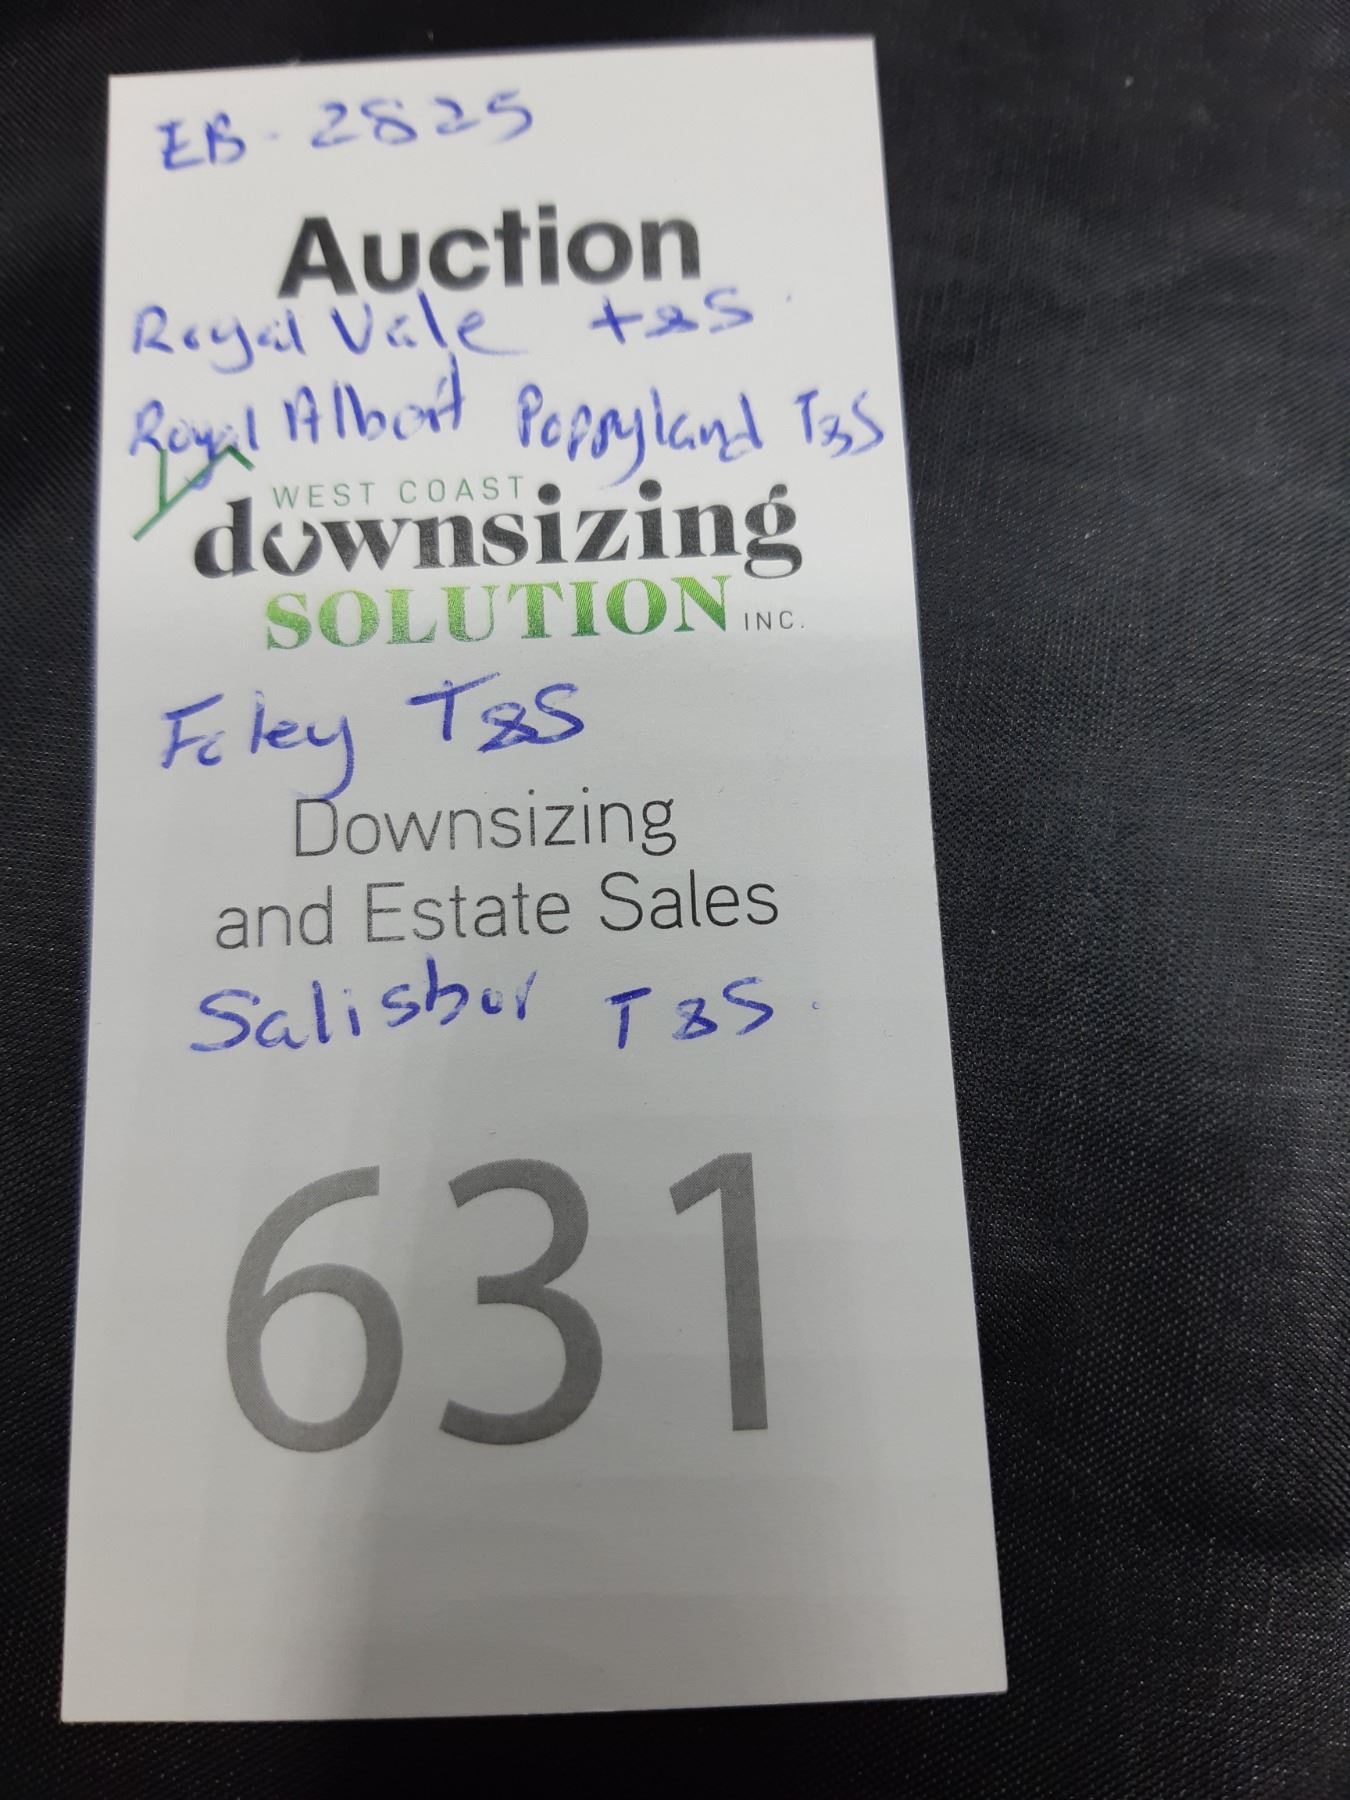 EB-2825
Auction
Royal Vale t&S
Royal Albert Poppyland T&S
WEST COAST
downsizing
SOLUTION INC.
Foley T&S
Downsizing
and Estate Sales
Salisbur T&S.
631